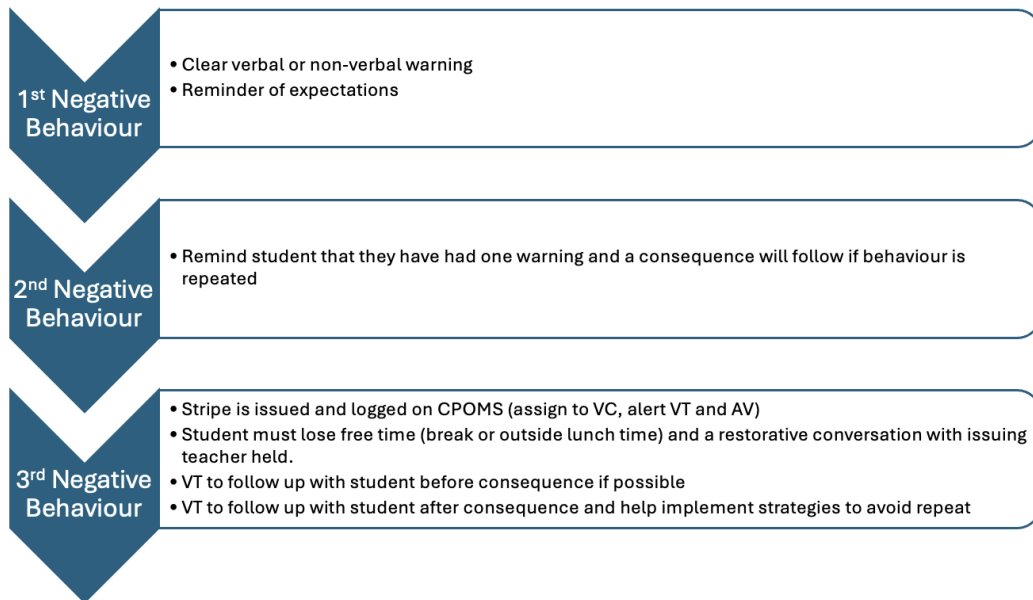 1st Negative
Behaviour
• Clear verbal or non-verbal warning
• Reminder of expectations
2nd Negative
Behaviour
• Remind student that they have had one warning and a consequence will follow if behaviour is
repeated
3rd Negative
Behaviour
• Stripe is issued and logged on CPOMS (assign to VC, alert VT and AV)
• Student must lose free time (break or outside lunch time) and a restorative conversation with issuing
teacher held.
• VT to follow up with student before consequence if possible
• VT to follow up with student after consequence and help implement strategies to avoid repeat